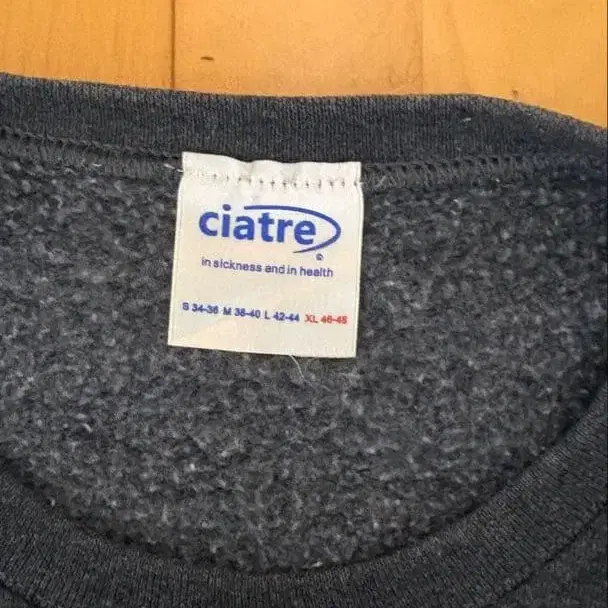 ciatre
©
in sickness and in health
S 34-36 M 38-40 L 42-44 XL 46-48